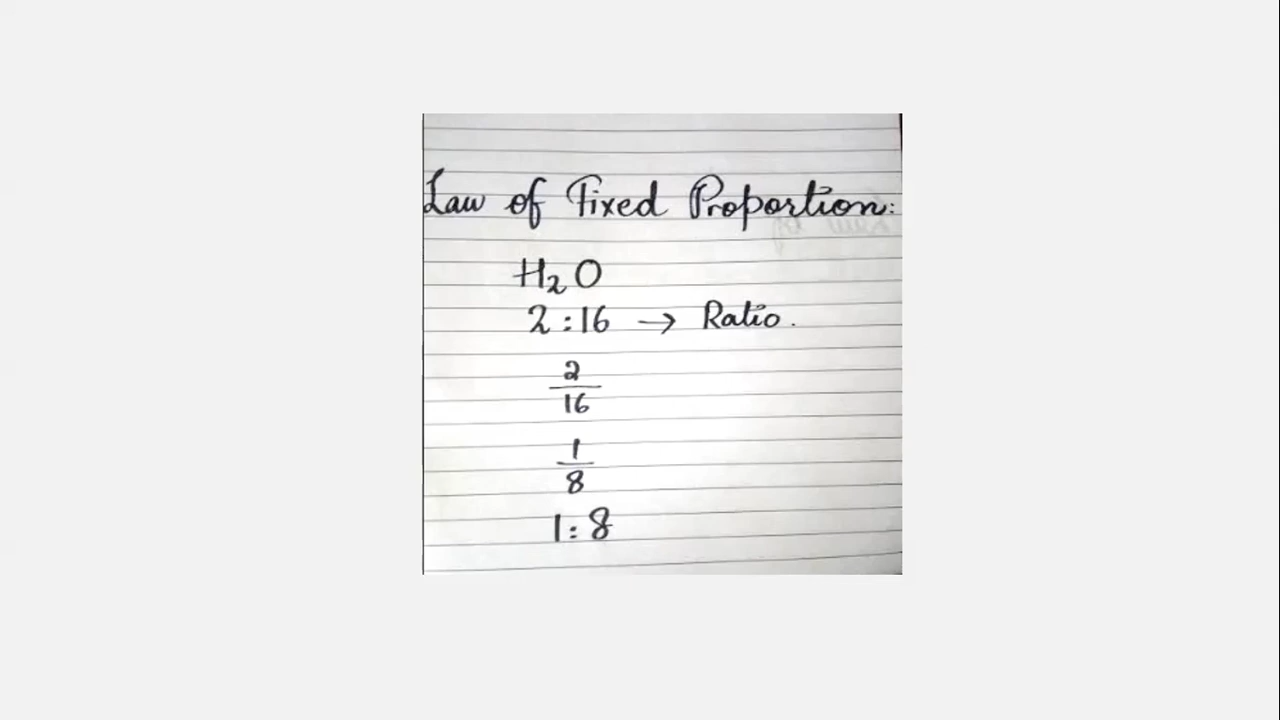 Law of Fixed Proportion:
H₂O
2 : 16 → Ratio.
2
16
1
8
1 : 8